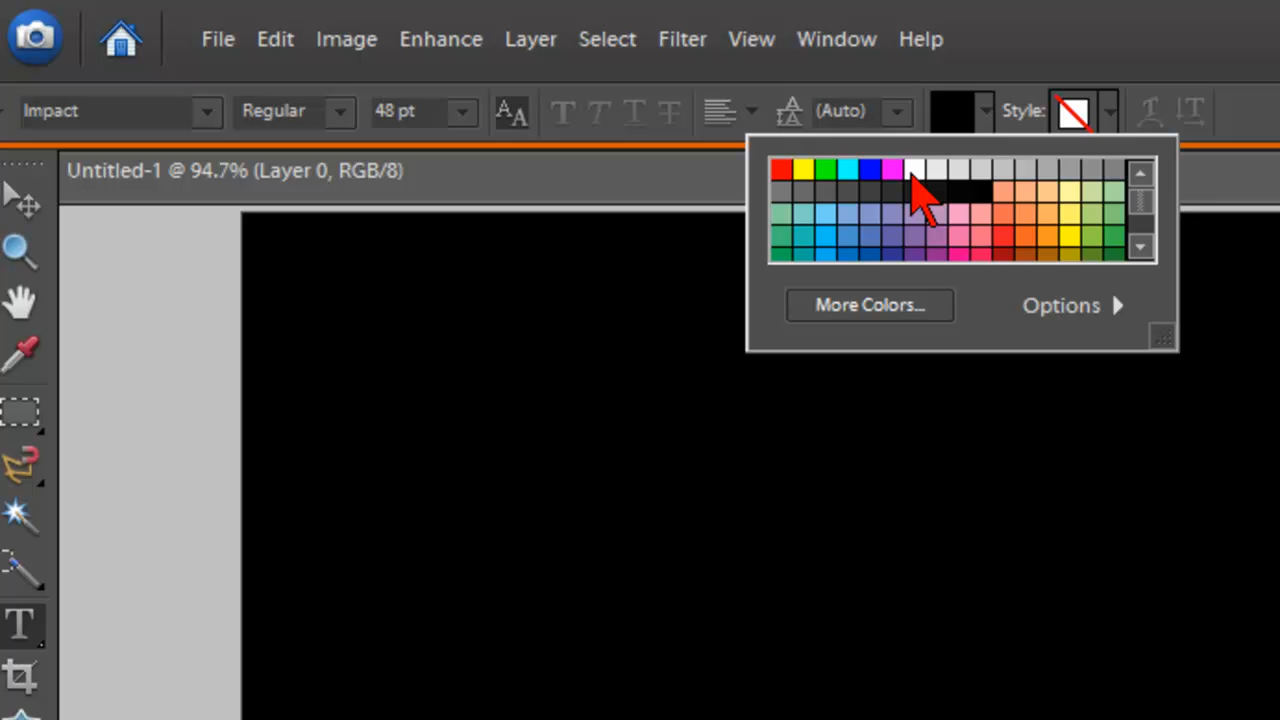 File Edit Image Enhance Layer Select Filter View Window Help
Impact Regular 48 pt (Auto) Style:
Untitled-1 @ 94.7% (Layer 0, RGB/8)
More Colors... Options